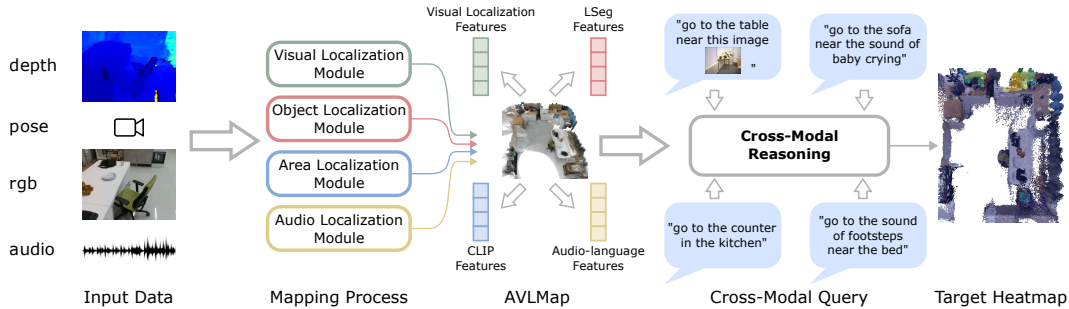 depth
pose
rgb
audio
Input Data
Visual Localization
Module
Object Localization
Module
Area Localization
Module
Audio Localization
Module
Mapping Process
Visual Localization
Features
LSeg
Features
CLIP
Features
Audio-language
Features
AVLMap
"go to the table
near this image
"
"go to the sofa
near the sound of
baby crying"
Cross-Modal
Reasoning
"go to the counter
in the kitchen"
"go to the sound
of footsteps
near the bed"
Cross-Modal Query
Target Heatmap